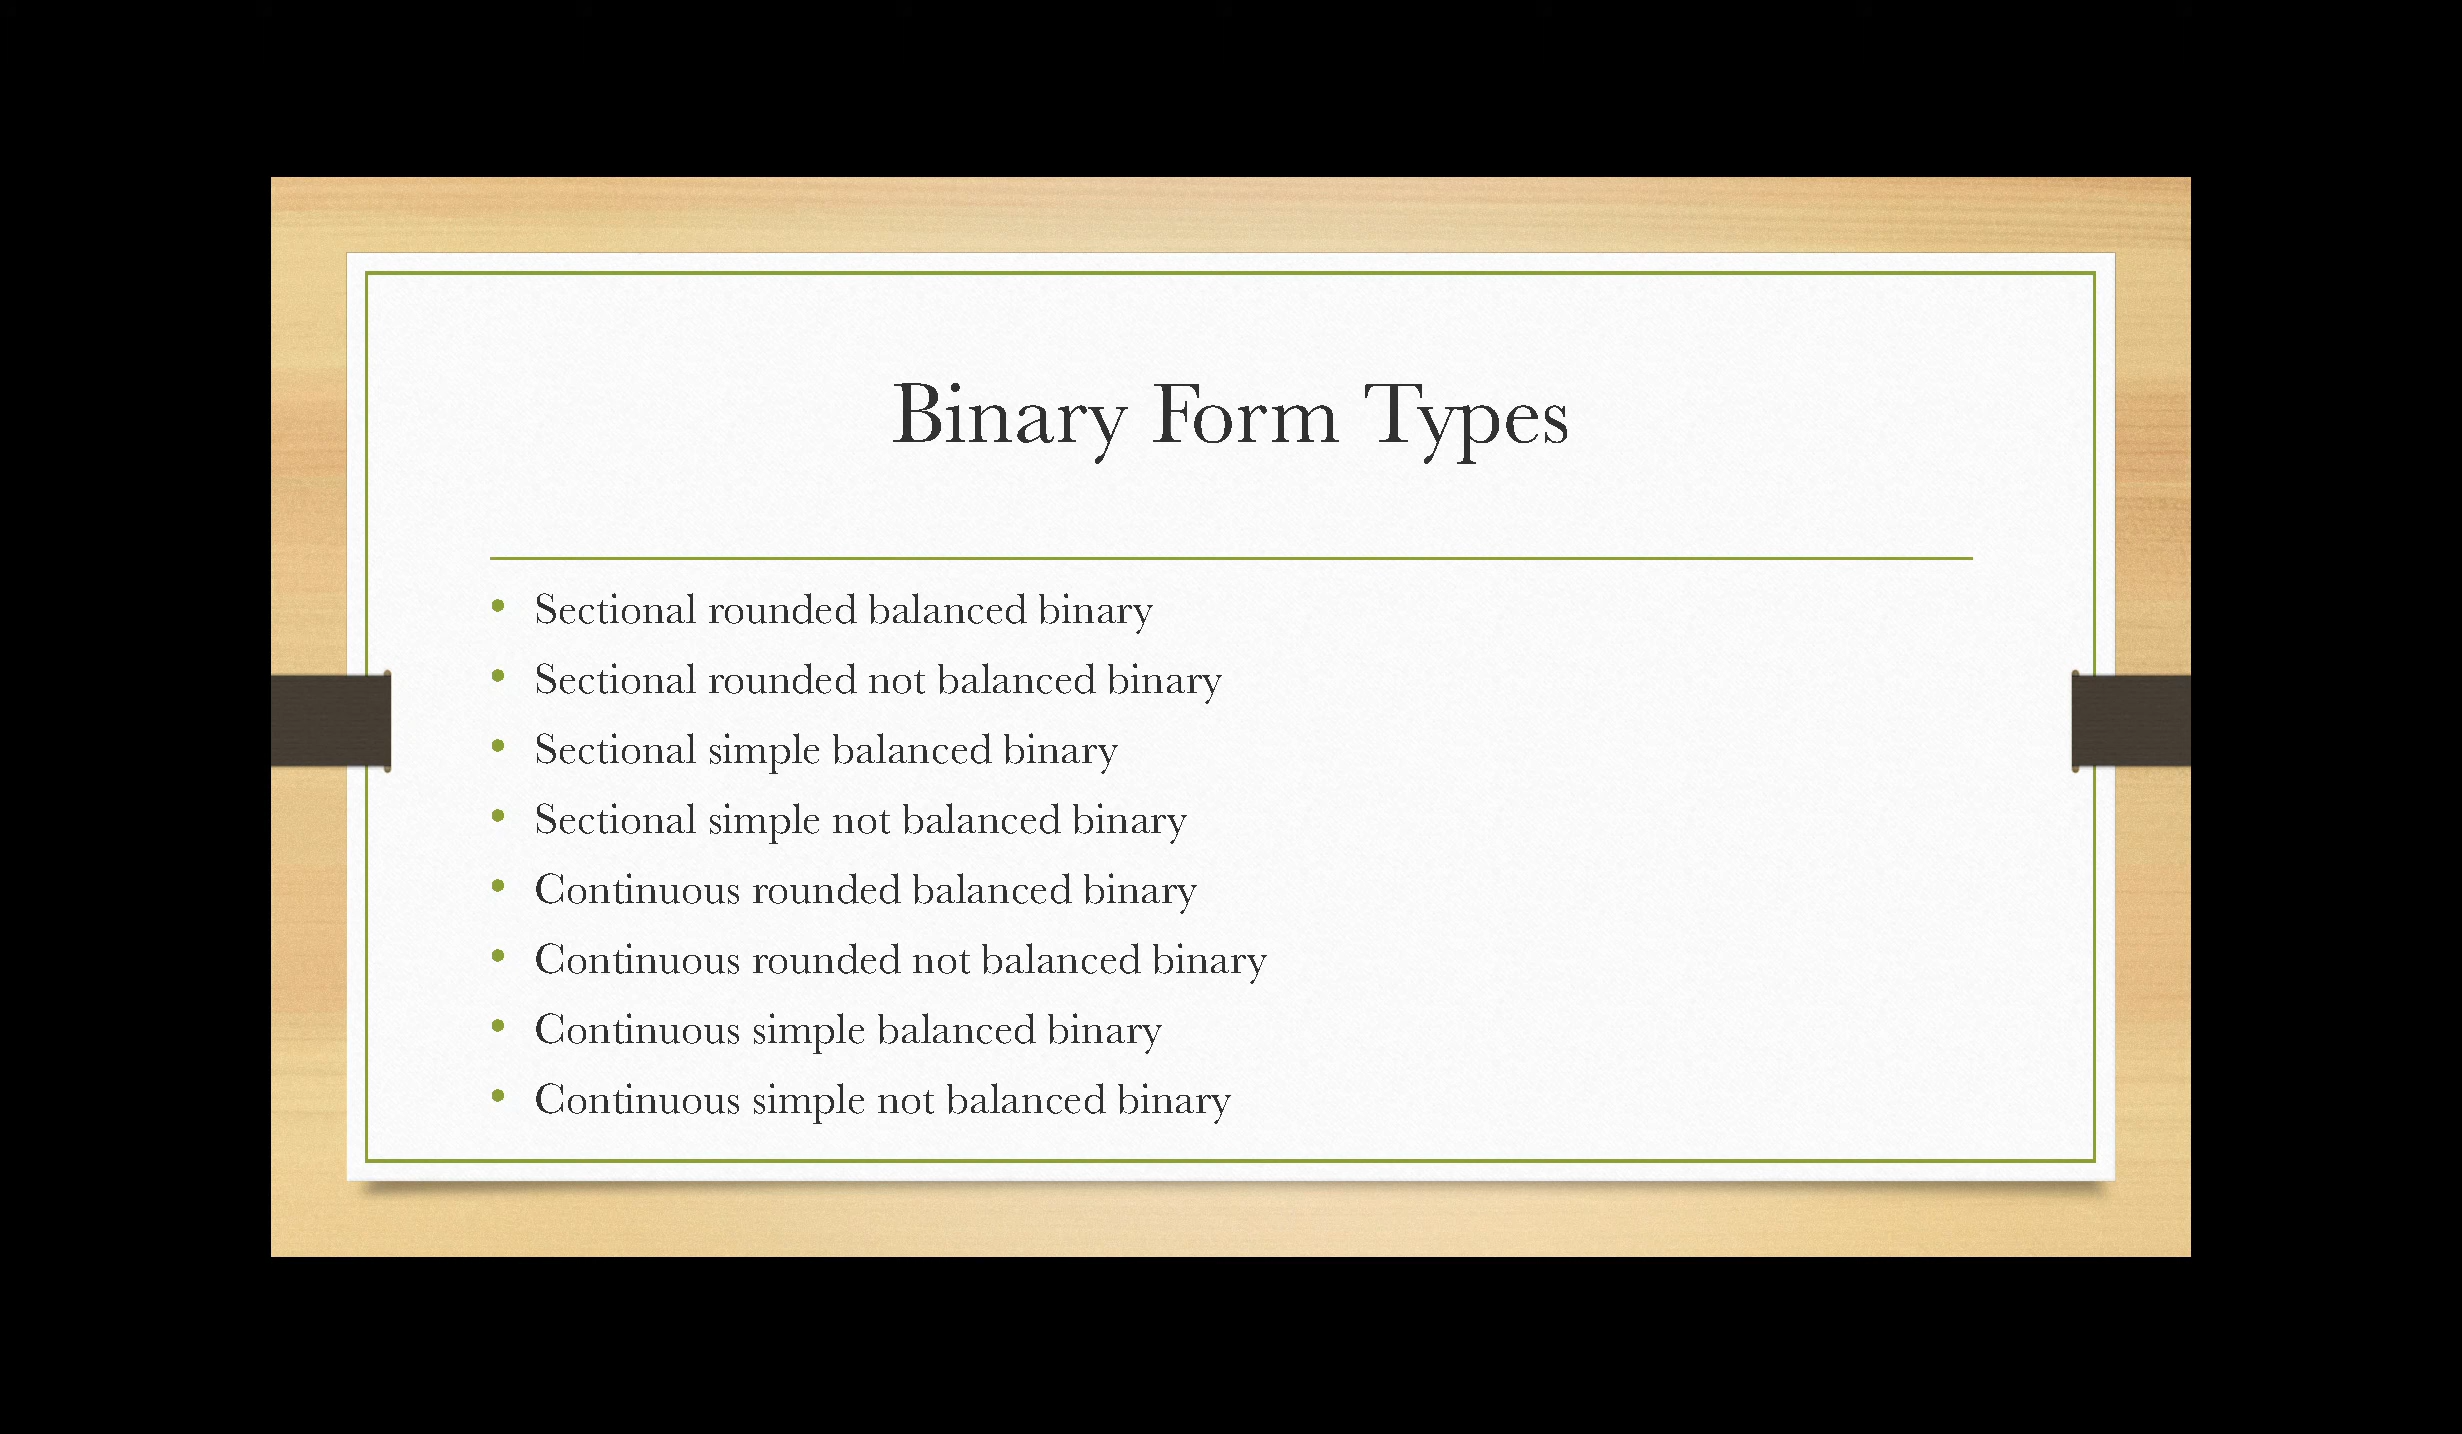 Binary Form Types
• Sectional rounded balanced binary
• Sectional rounded not balanced binary
• Sectional simple balanced binary
• Sectional simple not balanced binary
• Continuous rounded balanced binary
• Continuous rounded not balanced binary
• Continuous simple balanced binary
• Continuous simple not balanced binary